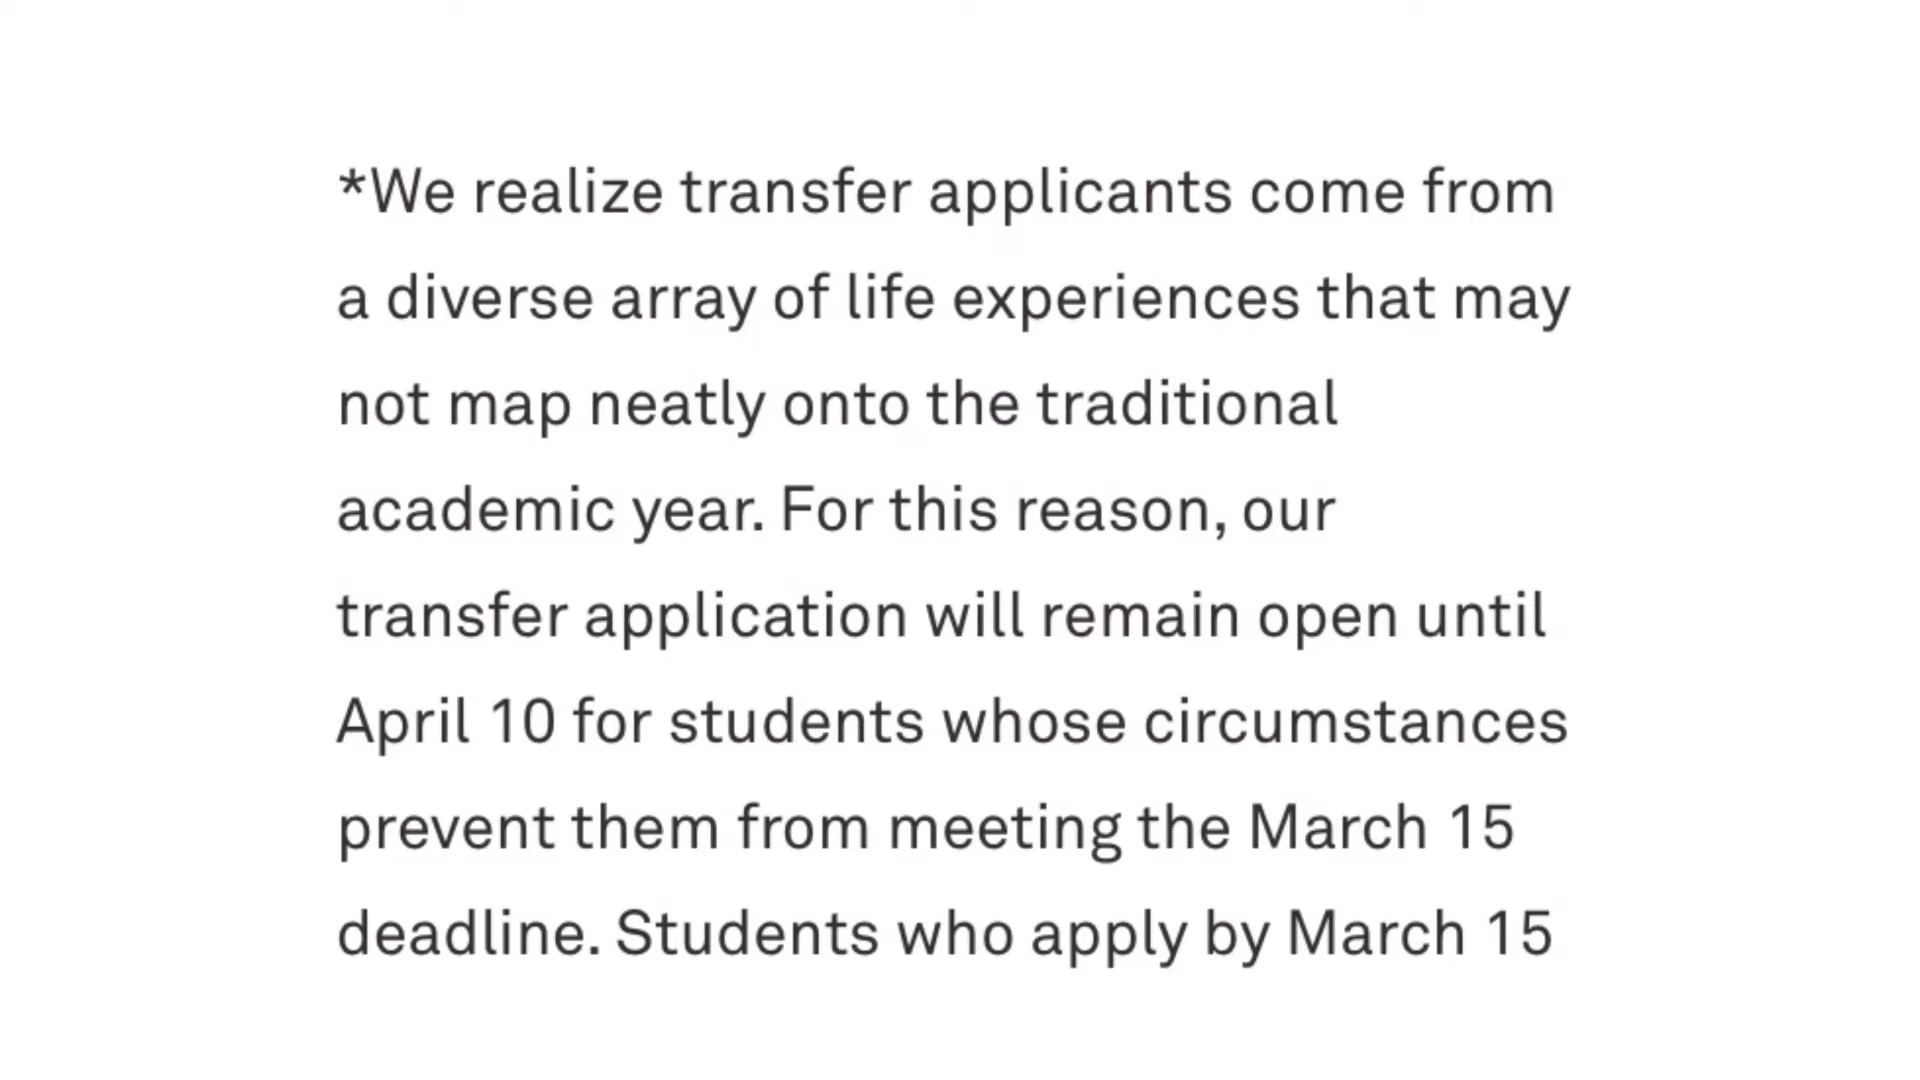 *We realize transfer applicants come from
a diverse array of life experiences that may
not map neatly onto the traditional
academic year. For this reason, our
transfer application will remain open until
April 10 for students whose circumstances
prevent them from meeting the March 15
deadline. Students who apply by March 15